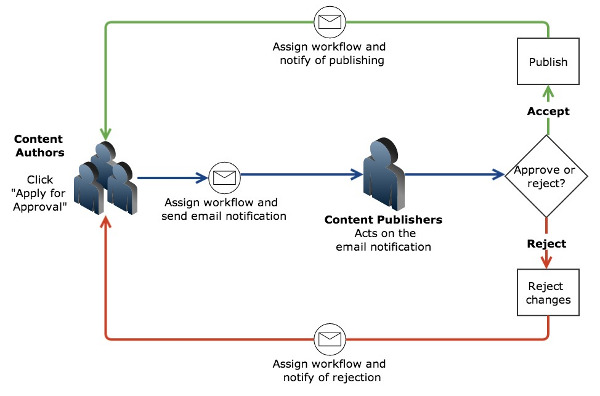 Assign workflow and
notify of publishing
Publish
Accept
Content
Authors
Click
"Apply for
Approval"
Assign workflow and
send email notification
Content Publishers
Acts on the
email notification
Approve or
reject?
Reject
Reject
changes
Assign workflow and
notify of rejection